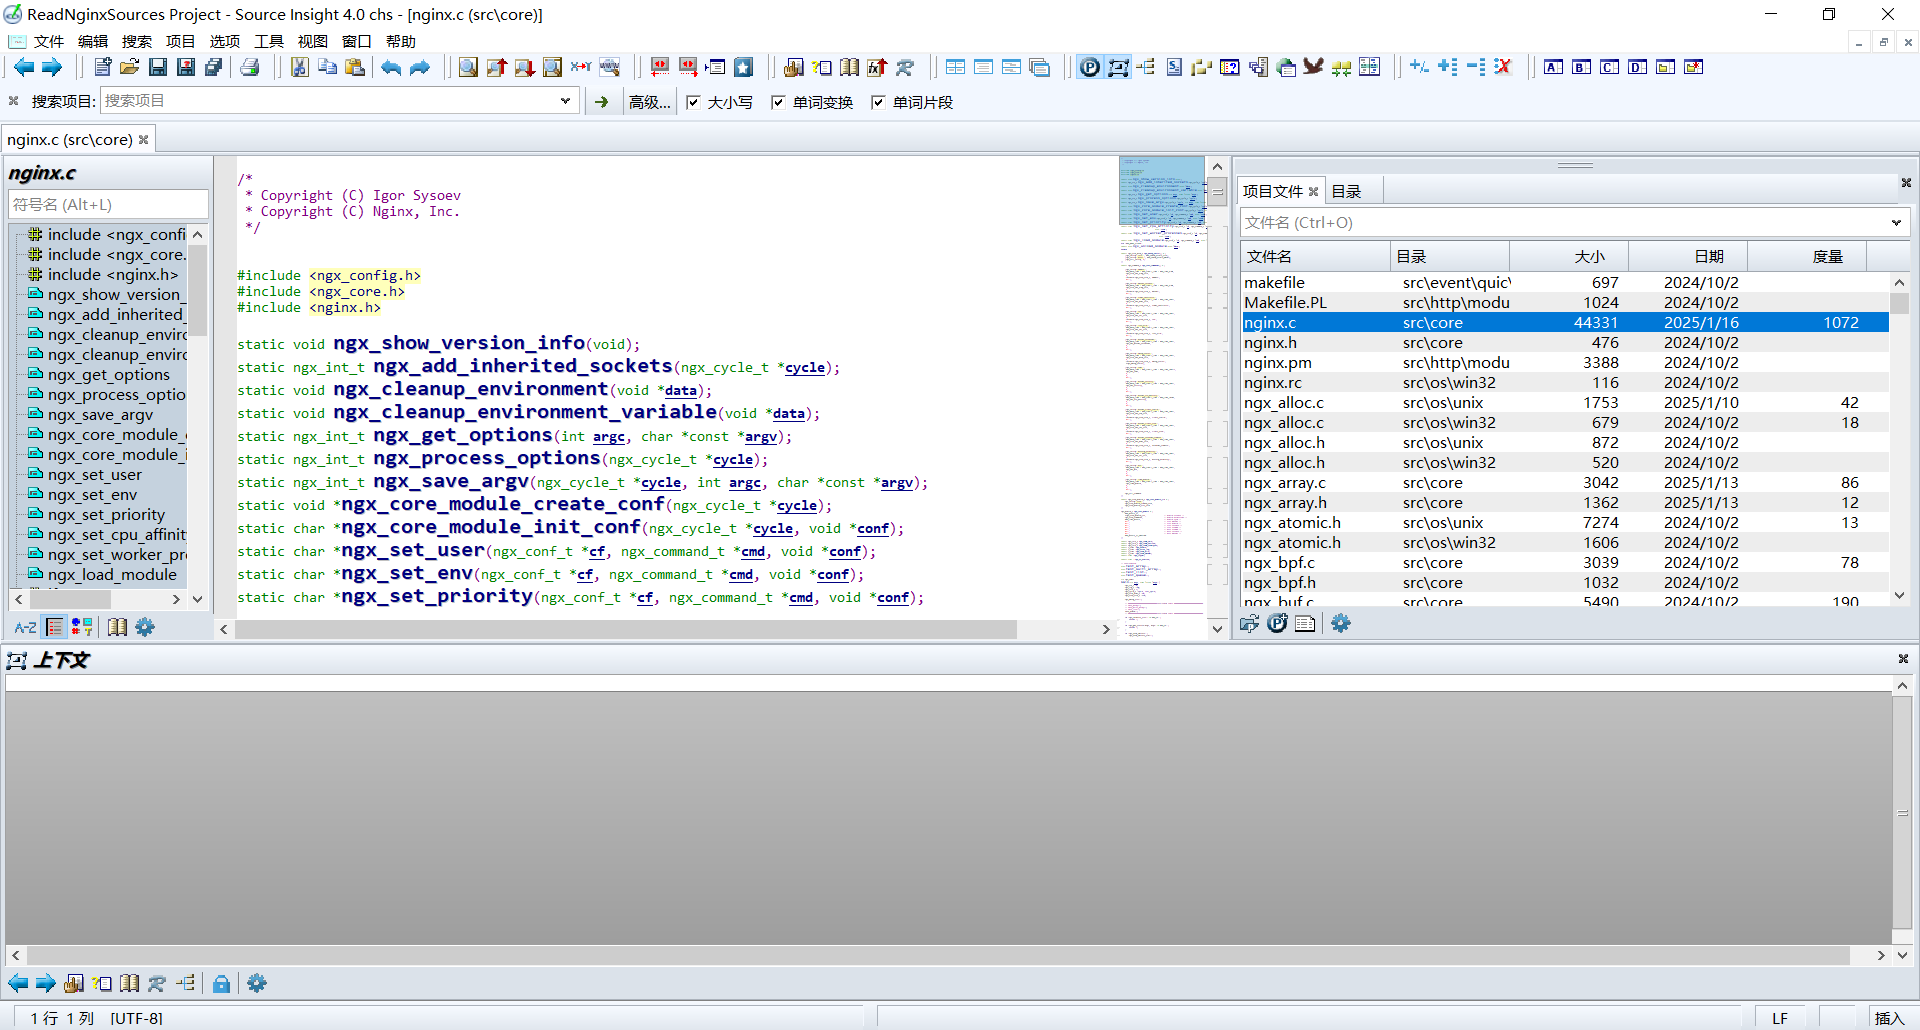 ReadNginxSources Project - Source Insight 4.0 chs - [nginx.c (src\core)]
文件 编辑 搜索 项目 选项 工具 视图 窗口 帮助
搜索项目: 搜索项目 高级... 大小写 单词变换 单词片段
nginx.c (src\core)
nginx.c
符号名 (Alt+L)
include <ngx_confi
include <ngx_core.
include <nginx.h>
ngx_show_version_
ngx_add_inherited_
ngx_cleanup_enviro
ngx_cleanup_enviro
ngx_get_options
ngx_process_optio
ngx_save_argv
ngx_core_module_
ngx_core_module_i
ngx_set_user
ngx_set_env
ngx_set_priority
ngx_set_cpu_affinit
ngx_set_worker_pr
ngx_load_module
A-Z
/*
* Copyright (C) Igor Sysoev
* Copyright (C) Nginx, Inc.
*/
#include <ngx_config.h>
#include <ngx_core.h>
#include <nginx.h>
static void ngx_show_version_info(void);
static ngx_int_t ngx_add_inherited_sockets(ngx_cycle_t *cycle);
static void ngx_cleanup_environment(void *data);
static void ngx_cleanup_environment_variable(void *data);
static ngx_int_t ngx_get_options(int argc, char *const *argv);
static ngx_int_t ngx_process_options(ngx_cycle_t *cycle);
static ngx_int_t ngx_save_argv(ngx_cycle_t *cycle, int argc, char *const *argv);
static void *ngx_core_module_create_conf(ngx_cycle_t *cycle);
static char *ngx_core_module_init_conf(ngx_cycle_t *cycle, void *conf);
static char *ngx_set_user(ngx_conf_t *cf, ngx_command_t *cmd, void *conf);
static char *ngx_set_env(ngx_conf_t *cf, ngx_command_t *cmd, void *conf);
static char *ngx_set_priority(ngx_conf_t *cf, ngx_command_t *cmd, void *conf);
项目文件 目录
文件名 (Ctrl+O)
文件名 目录 大小 日期 度量
makefile src\event\quic\ 697 2024/10/2
Makefile.PL src\http\modu 1024 2024/10/2
nginx.c src\core 44331 2025/1/16 1072
nginx.h src\core 476 2024/10/2
nginx.pm src\http\modu 3388 2024/10/2
nginx.rc src\os\win32 116 2024/10/2
ngx_alloc.c src\os\unix 1753 2025/1/10 42
ngx_alloc.c src\os\win32 679 2024/10/2 18
ngx_alloc.h src\os\unix 872 2024/10/2
ngx_alloc.h src\os\win32 520 2024/10/2
ngx_array.c src\core 3042 2025/1/13 86
ngx_array.h src\core 1362 2025/1/13 12
ngx_atomic.h src\os\unix 7274 2024/10/2 13
ngx_atomic.h src\os\win32 1606 2024/10/2
ngx_bpf.c src\core 3039 2024/10/2 78
ngx_bpf.h src\core 1032 2024/10/2
ngx_buf.c src\core 5490 2024/10/2 190
上下文
1 行 1 列 [UTF-8] LF 插入